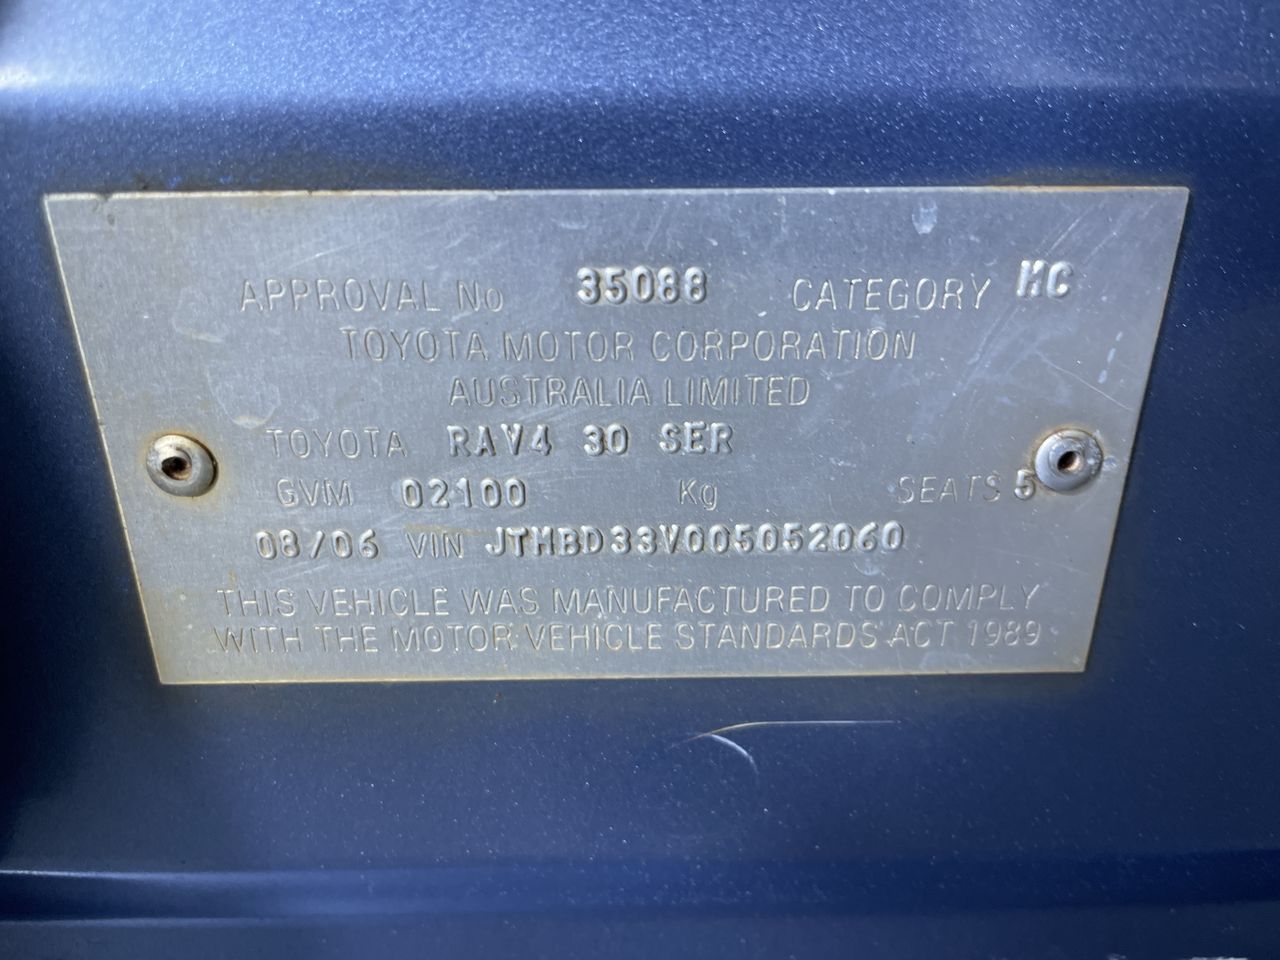 APPROVAL No 35088 CATEGORY MC
TOYOTA MOTOR CORPORATION
AUSTRALIA LIMITED
TOYOTA RAV4 30 SER
GVM 02100 Kg SEATS 5
08/06 VIN JTMBD33V005052060
THIS VEHICLE WAS MANUFACTURED TO COMPLY
WITH THE MOTOR VEHICLE STANDARDS ACT 1989